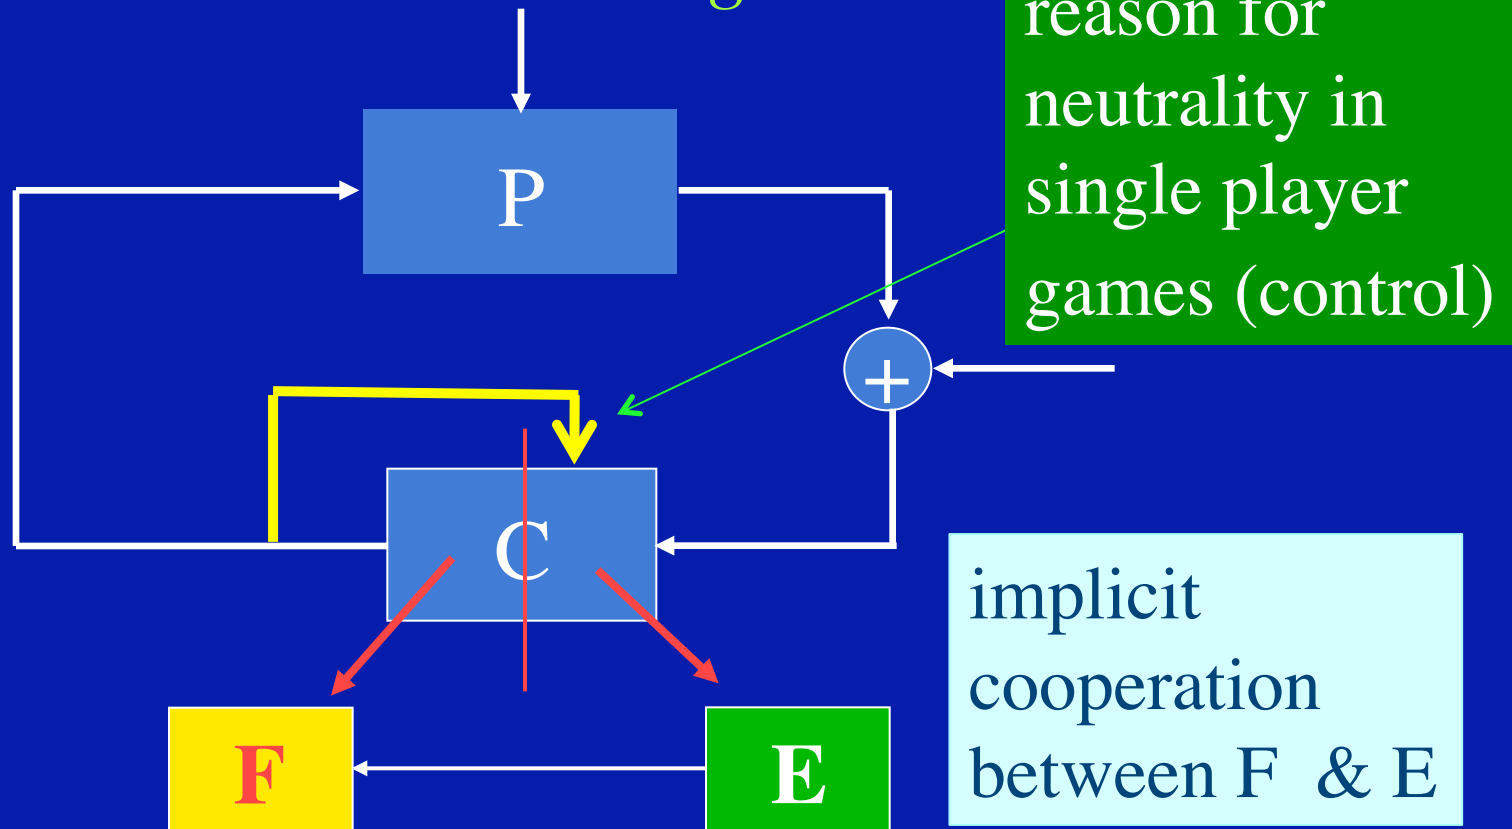 reason for
neutrality in
single player
games (control)
P
+
C
implicit
cooperation
between F & E
F
E